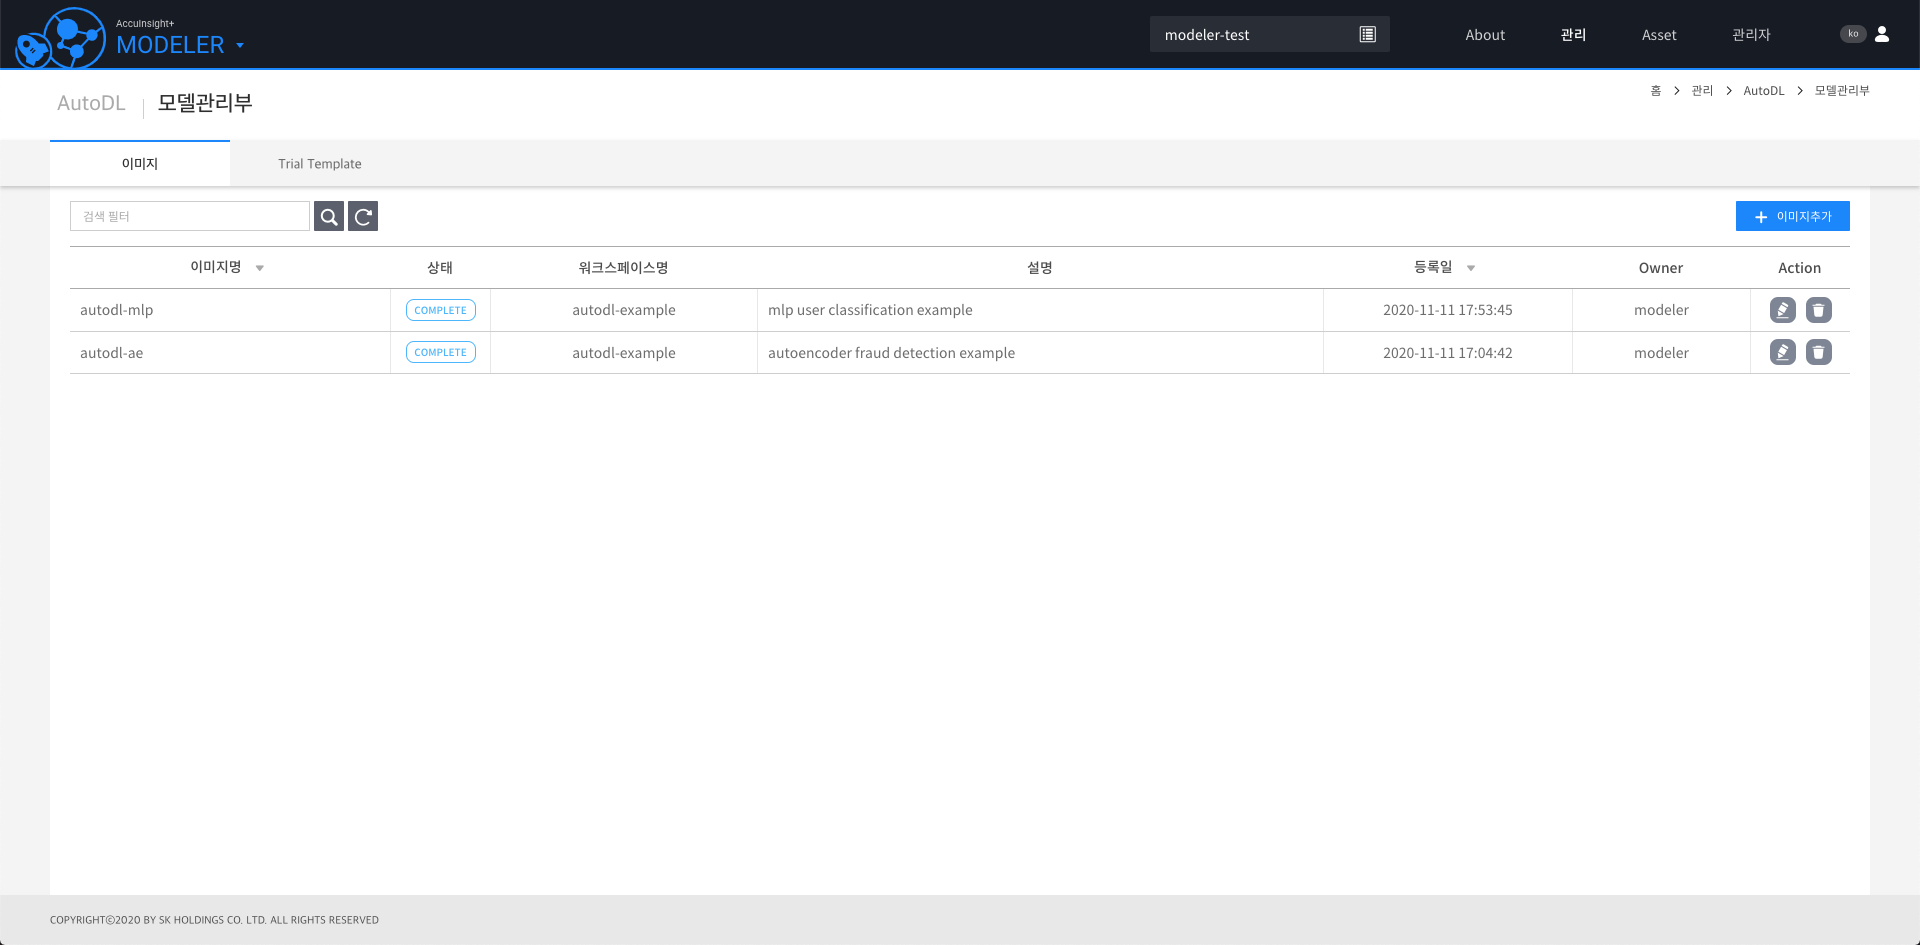 AccuInsight+
MODELER
modeler-test
About 관리 Asset 관리자
ko
AutoDL 모델관리부
홈 > 관리 > AutoDL > 모델관리부
이미지 Trial Template
검색 필터
이미지추가
이미지명 상태 워크스페이스명 설명 등록일 Owner Action
autodl-mlp COMPLETE autodl-example mlp user classification example 2020-11-11 17:53:45 modeler
autodl-ae COMPLETE autodl-example autoencoder fraud detection example 2020-11-11 17:04:42 modeler
COPYRIGHT©2020 BY SK HOLDINGS CO. LTD. ALL RIGHTS RESERVED